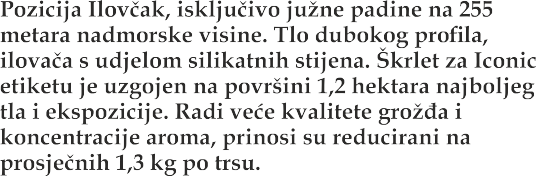 Pozicija Ilovčak, isključivo južne padine na 255
metara nadmorske visine. Tlo dubokog profila,
ilovača s udjelom silikatnih stijena. Škrlet za Iconic
etiketu je uzgojen na površini 1,2 hektara najboljeg
tla i ekspozicije. Radi veće kvalitete grožđa i
koncentracije aroma, prinosi su reducirani na
prosječnih 1,3 kg po trsu.